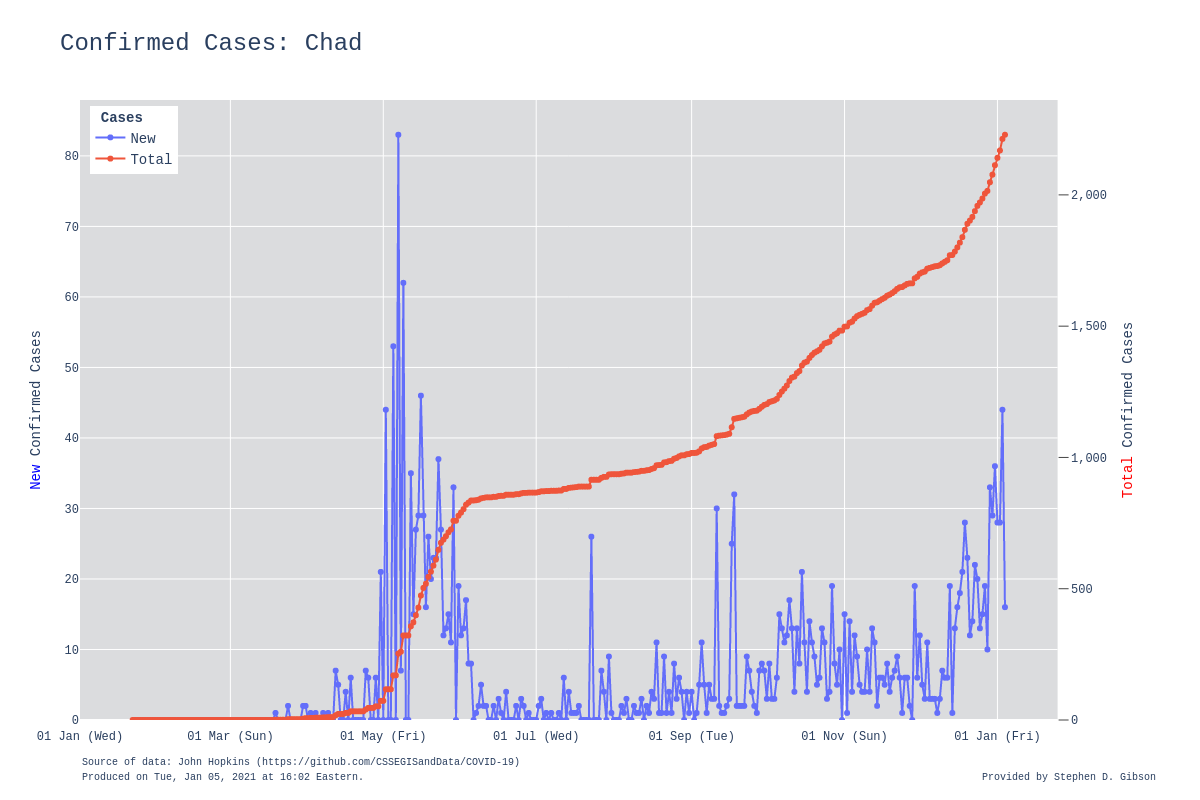 Confirmed Cases: Chad
Cases
New
Total
80
70
60
50
40
30
20
10
0
New Confirmed Cases
2,000
1,500
1,000
500
0
Total Confirmed Cases
01 Jan (Wed)
01 Mar (Sun)
01 May (Fri)
01 Jul (Wed)
01 Sep (Tue)
01 Nov (Sun)
01 Jan (Fri)
Source of data: John Hopkins (https://github.com/CSSEGISandData/COVID-19)
Produced on Tue, Jan 05, 2021 at 16:02 Eastern.
Provided by Stephen D. Gibson